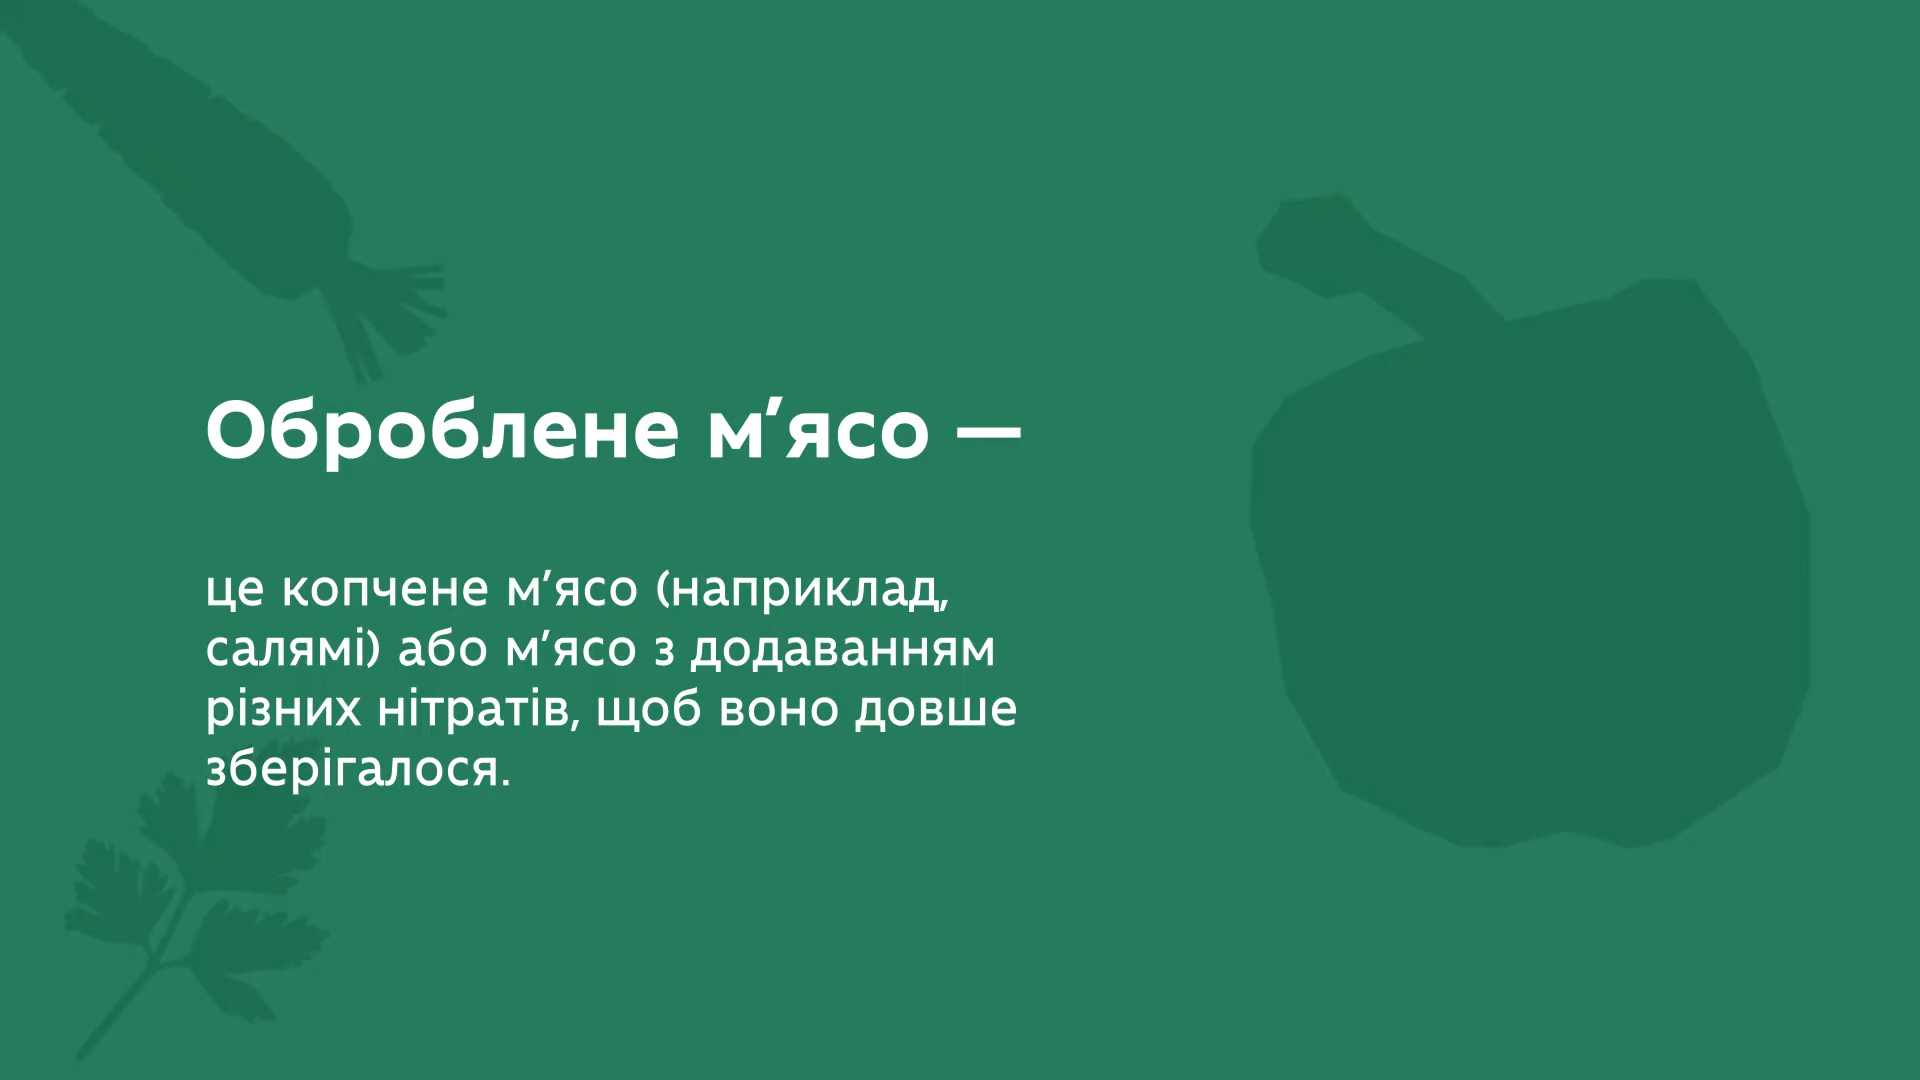 Оброблене м’ясо —
це копчене м’ясо (наприклад,
салямі) або м’ясо з додаванням
різних нітратів, щоб воно довше
зберігалося.